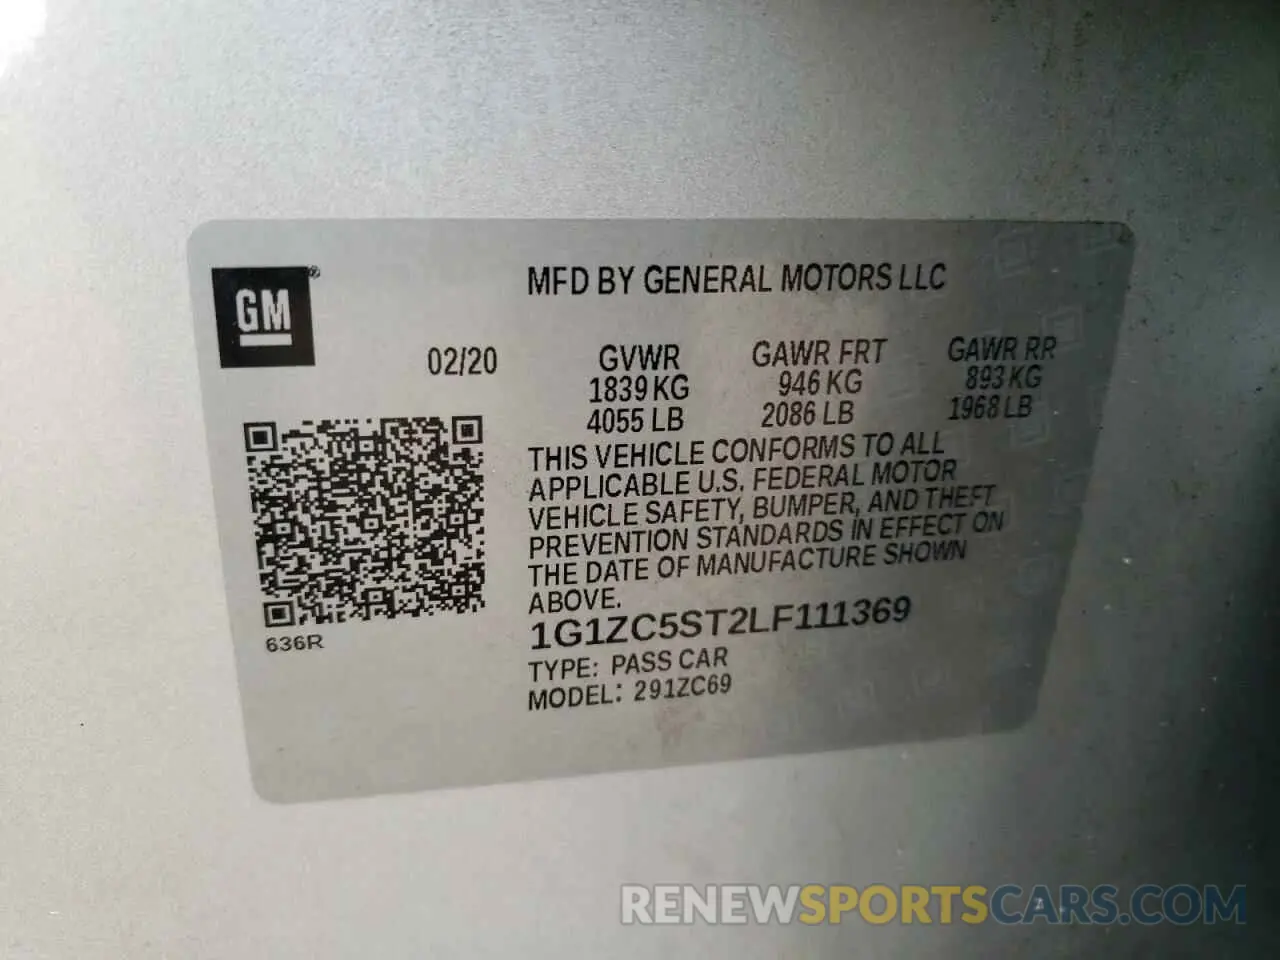 GM®
MFD BY GENERAL MOTORS LLC
02/20
GVWR GAWR FRT GAWR RR
1839 KG 946 KG 893 KG
4055 LB 2086 LB 1968 LB
THIS VEHICLE CONFORMS TO ALL
APPLICABLE U.S. FEDERAL MOTOR
VEHICLE SAFETY, BUMPER, AND THEFT
PREVENTION STANDARDS IN EFFECT ON
THE DATE OF MANUFACTURE SHOWN
ABOVE.
636R
1G1ZC5ST2LF111369
TYPE: PASS CAR
MODEL: 291ZC69
RENEWSPORTSCARS.COM